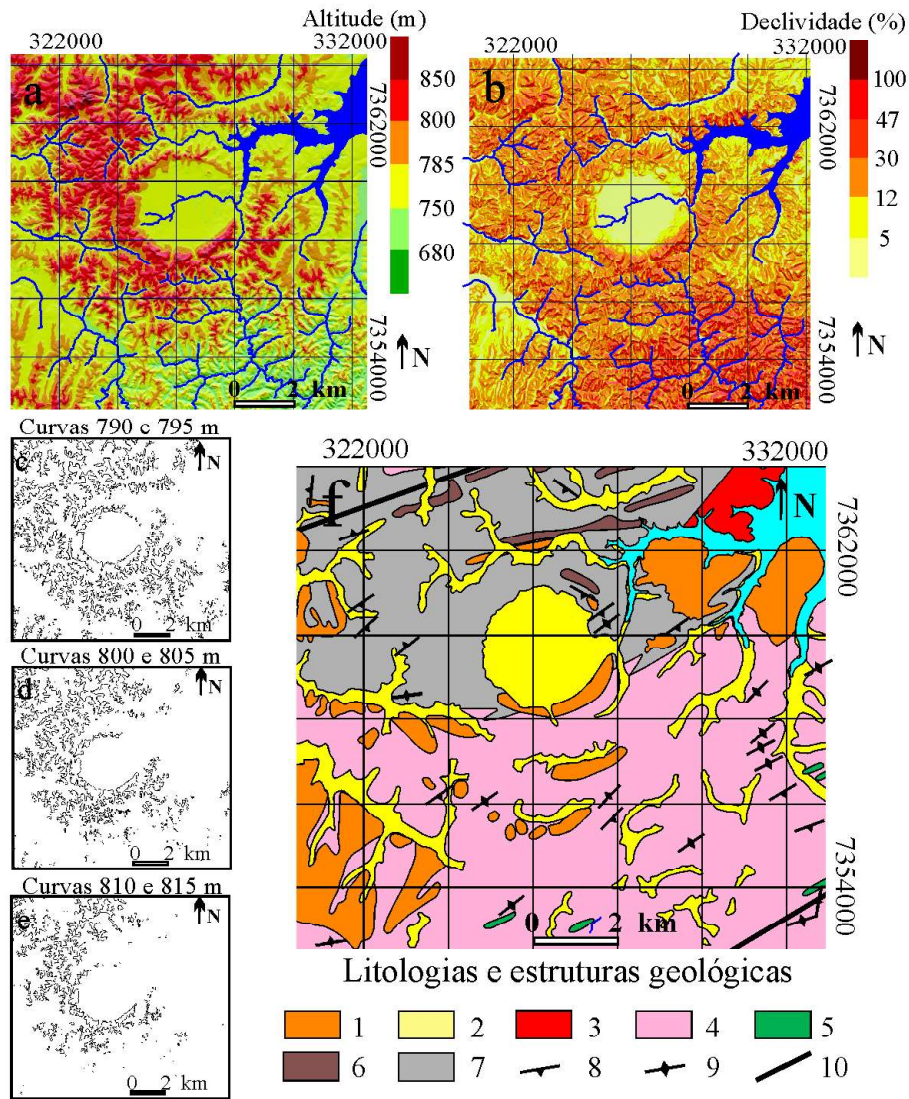 Altitude (m)
322000
332000
a
850
800
785
750
680
7362000
7354000
N
0 2 km
Declividade (%)
322000
332000
b
100
47
30
12
5
7362000
7354000
N
0 2 km
Curvas 790 e 795 m
c
N
0 2 km
Curvas 800 e 805 m
d
N
0 2 km
Curvas 810 e 815 m
e
N
0 2 km
322000
332000
f
N
7362000
7354000
0 2 km
Litologias e estruturas geológicas
1 2 3 4 5
6 7 8 9 10